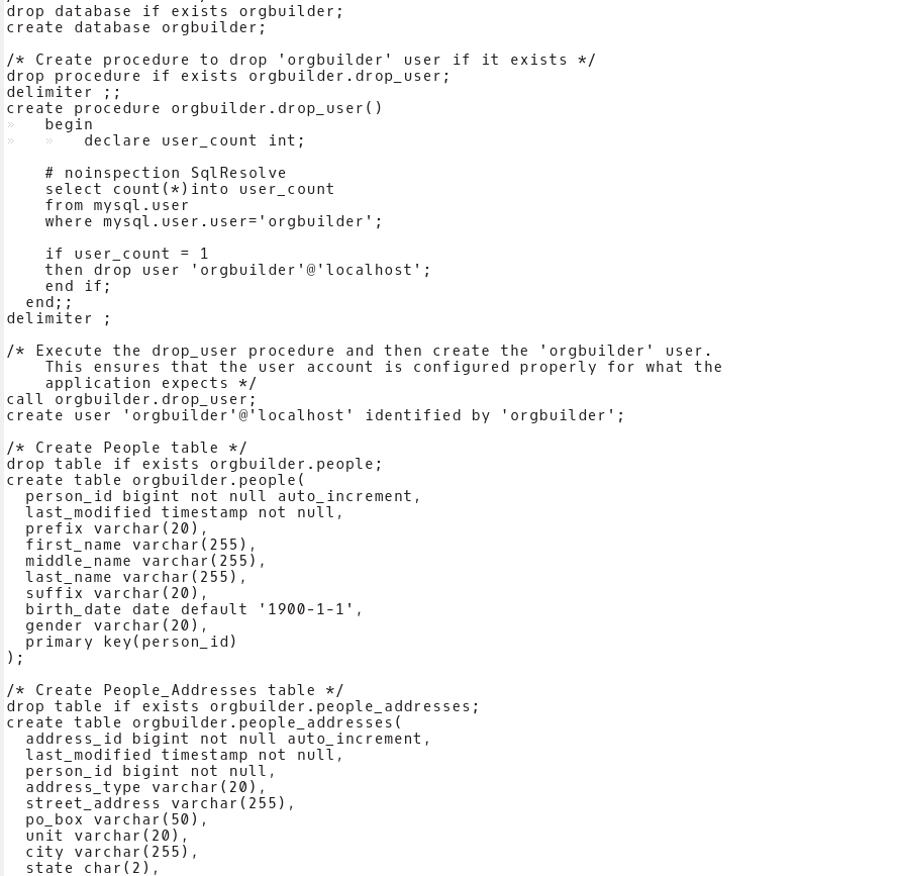 drop database if exists orgbuilder;
create database orgbuilder;
/* Create procedure to drop 'orgbuilder' user if it exists */
drop procedure if exists orgbuilder.drop_user;
delimiter ;;
create procedure orgbuilder.drop_user()
» begin
» » declare user_count int;
# noinspection SqlResolve
select count(*)into user_count
from mysql.user
where mysql.user.user='orgbuilder';
if user_count = 1
then drop user 'orgbuilder'@'localhost';
end if;
end;;
delimiter ;
/* Execute the drop_user procedure and then create the 'orgbuilder' user.
This ensures that the user account is configured properly for what the
application expects */
call orgbuilder.drop_user;
create user 'orgbuilder'@'localhost' identified by 'orgbuilder';
/* Create People table */
drop table if exists orgbuilder.people;
create table orgbuilder.people(
person_id bigint not null auto_increment,
last_modified timestamp not null,
prefix varchar(20),
first_name varchar(255),
middle_name varchar(255),
last_name varchar(255),
suffix varchar(20),
birth_date date default '1900-1-1',
gender varchar(20),
primary key(person_id)
);
/* Create People_Addresses table */
drop table if exists orgbuilder.people_addresses;
create table orgbuilder.people_addresses(
address_id bigint not null auto_increment,
last_modified timestamp not null,
person_id bigint not null,
address_type varchar(20),
street_address varchar(255),
po_box varchar(50),
unit varchar(20),
city varchar(255),
state char(2),